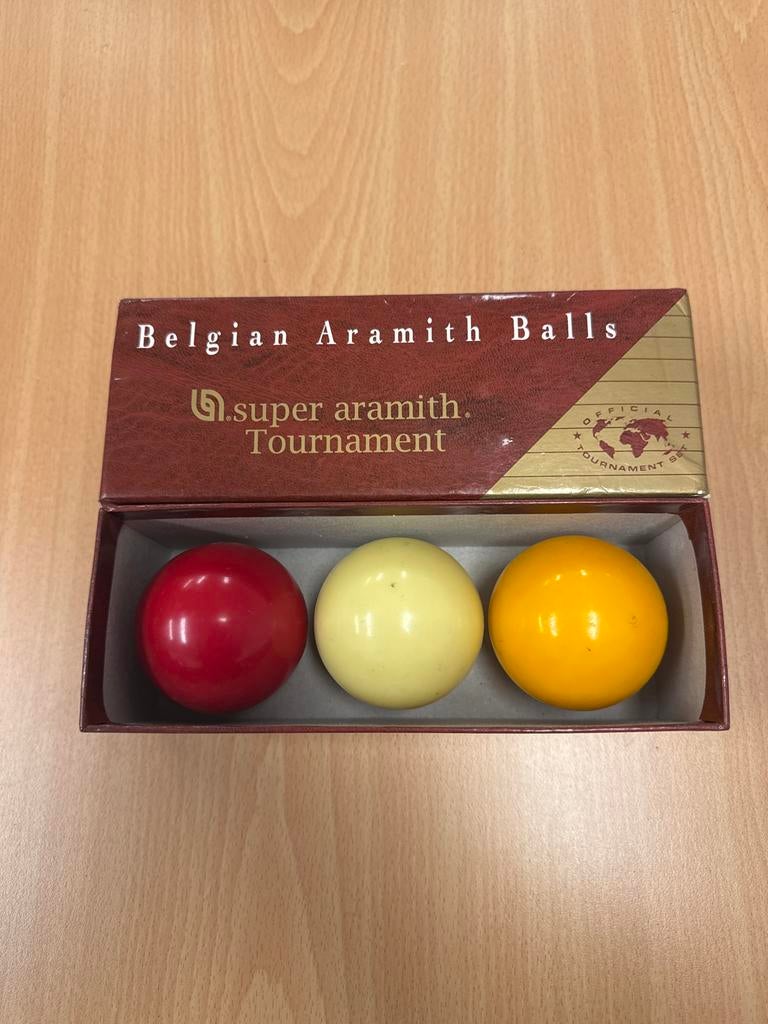 Belgian Aramith Balls
super aramith.
Tournament
OFFICIAL
TOURNAMENT SET